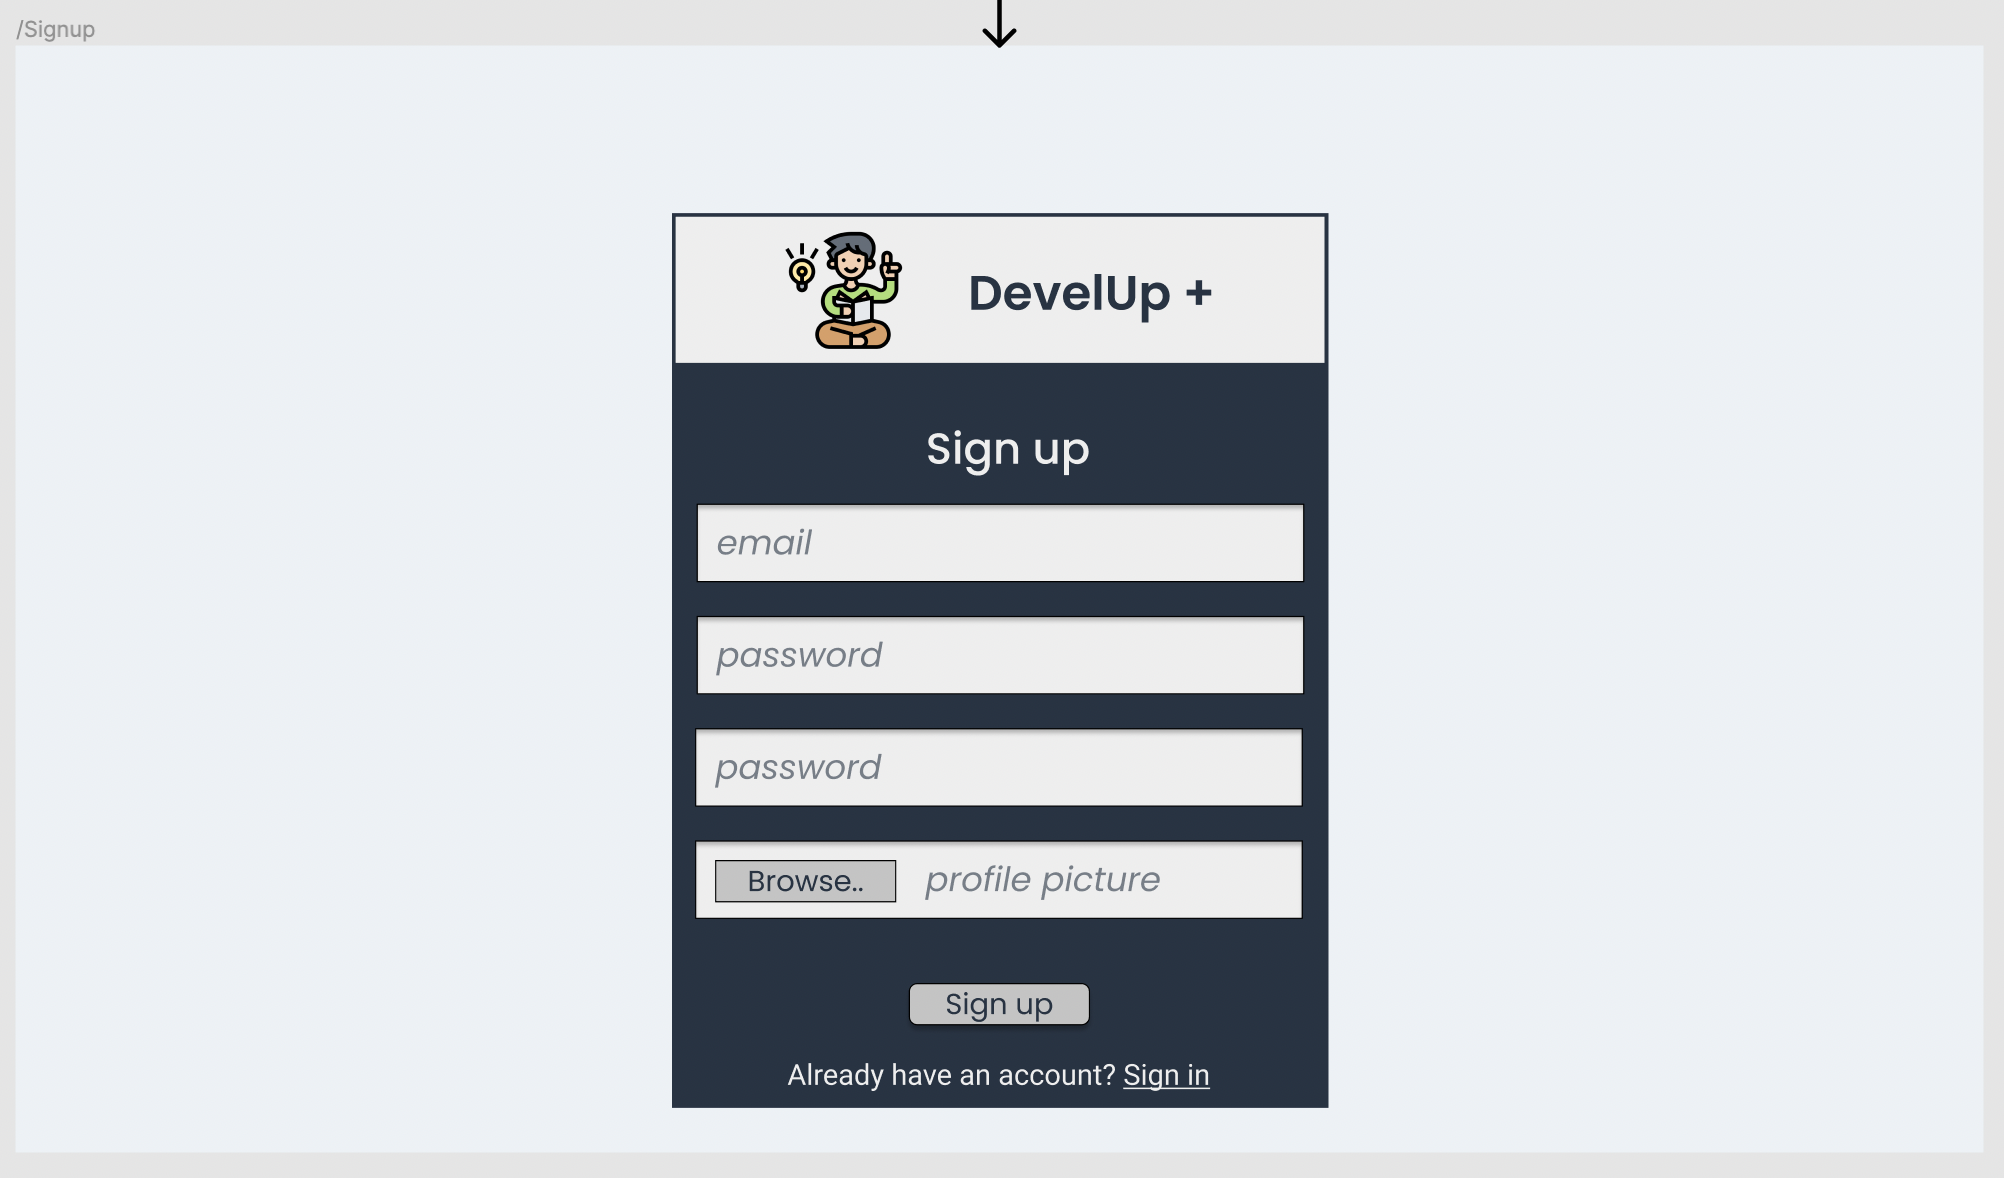 /Signup
DevelUp +
Sign up
email
password
password
Browse.. profile picture
Sign up
Already have an account? Sign in